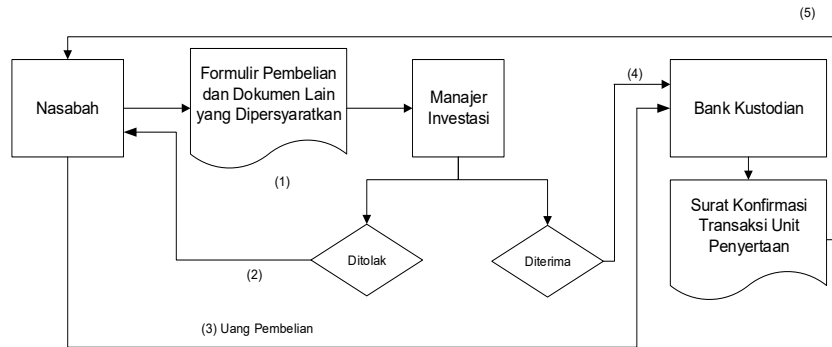 (5)
Nasabah
Formulir Pembelian
dan Dokumen Lain
yang Dipersyaratkan
(1)
Manajer
Investasi
(4)
Bank Kustodian
Surat Konfirmasi
Transaksi Unit
Penyertaan
Ditolak
(2)
Diterima
(3) Uang Pembelian